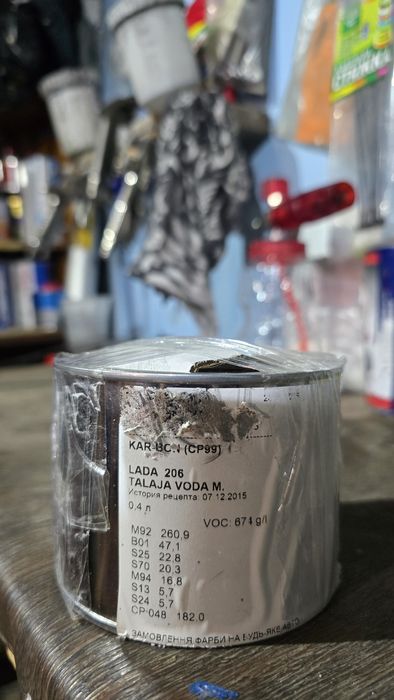 KAR-BON (CP99)
LADA 206
TALAJA VODA M.
История рецепта: 07.12.2015
0.4 л
VOC: 671 g/l
M92 260,9
B01 47,1
S25 22,8
S70 20,3
M94 16,8
S13 5,7
S24 5,7
CP-048 182.0
ЗАМОВЛЕННЯ ФАРБИ НА БУДЬ-ЯКЕ АВТО